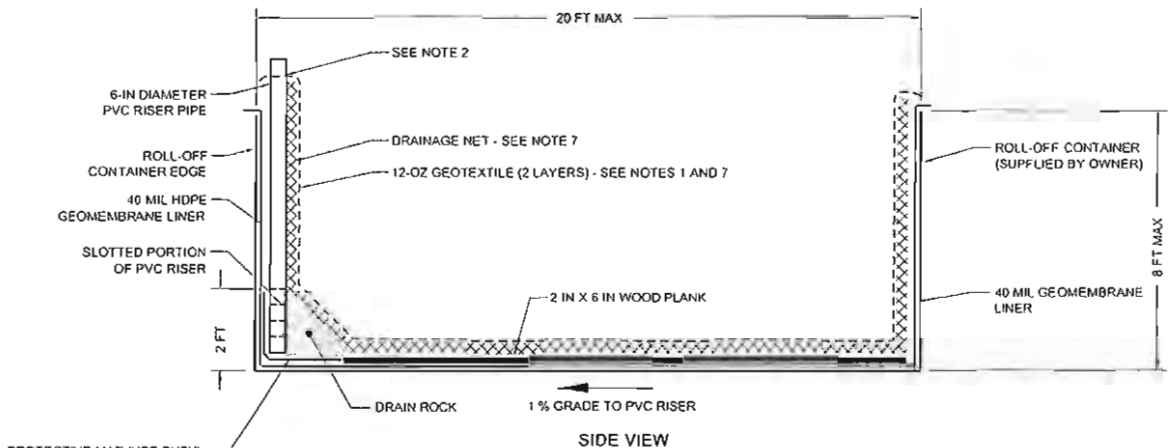 20 FT MAX
SEE NOTE 2
6-IN DIAMETER
PVC RISER PIPE
DRAINAGE NET - SEE NOTE 7
ROLL-OFF
CONTAINER EDGE
12-OZ GEOTEXTILE (2 LAYERS) - SEE NOTES 1 AND 7
ROLL-OFF CONTAINER
(SUPPLIED BY OWNER)
40 MIL HDPE
GEOMEMBRANE LINER
SLOTTED PORTION
OF PVC RISER
8 FT MAX
2 IN X 6 IN WOOD PLANK
40 MIL GEOMEMBRANE
LINER
2 FT
DRAIN ROCK
1 % GRADE TO PVC RISER
SIDE VIEW